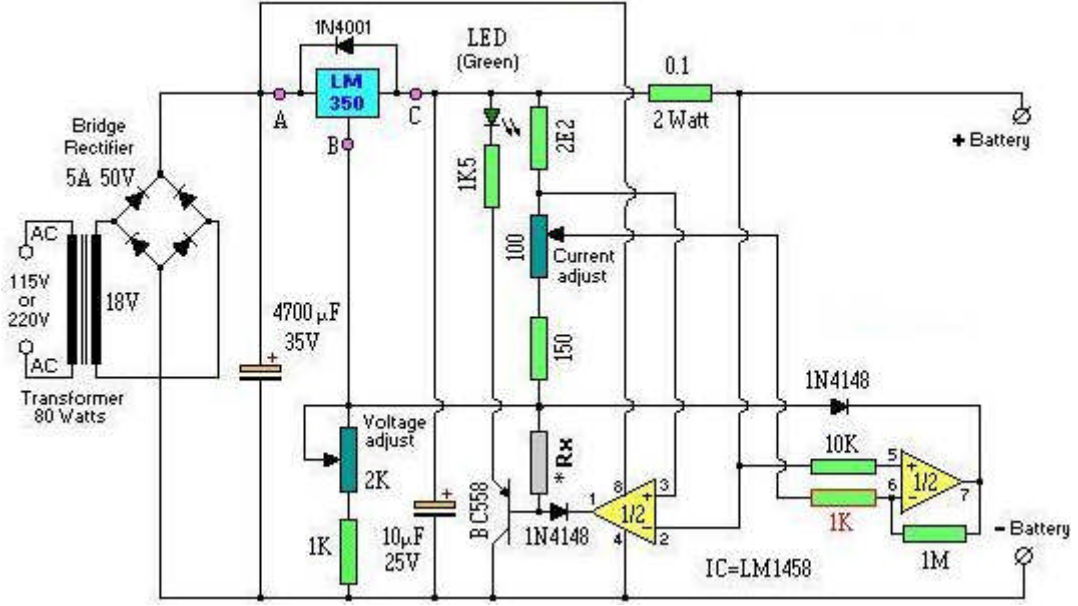 1N4001
LED
(Green)
0.1
2 Watt
LM
350
A
C
B
2E2
1K5
+ Battery
Bridge
Rectifier
5A 50V
AC
115V
or
220V
AC
18V
Transformer
80 Watts
100
Current
adjust
4700 µF
35V
+
150
1N4148
Voltage
adjust
2K
*Rx
10K
5
+
1/2
6
-
7
1K
1M
BC558
1
8
3
+
1/2
-
4
2
1N4148
+
10µF
25V
1K
IC=LM1458
- Battery